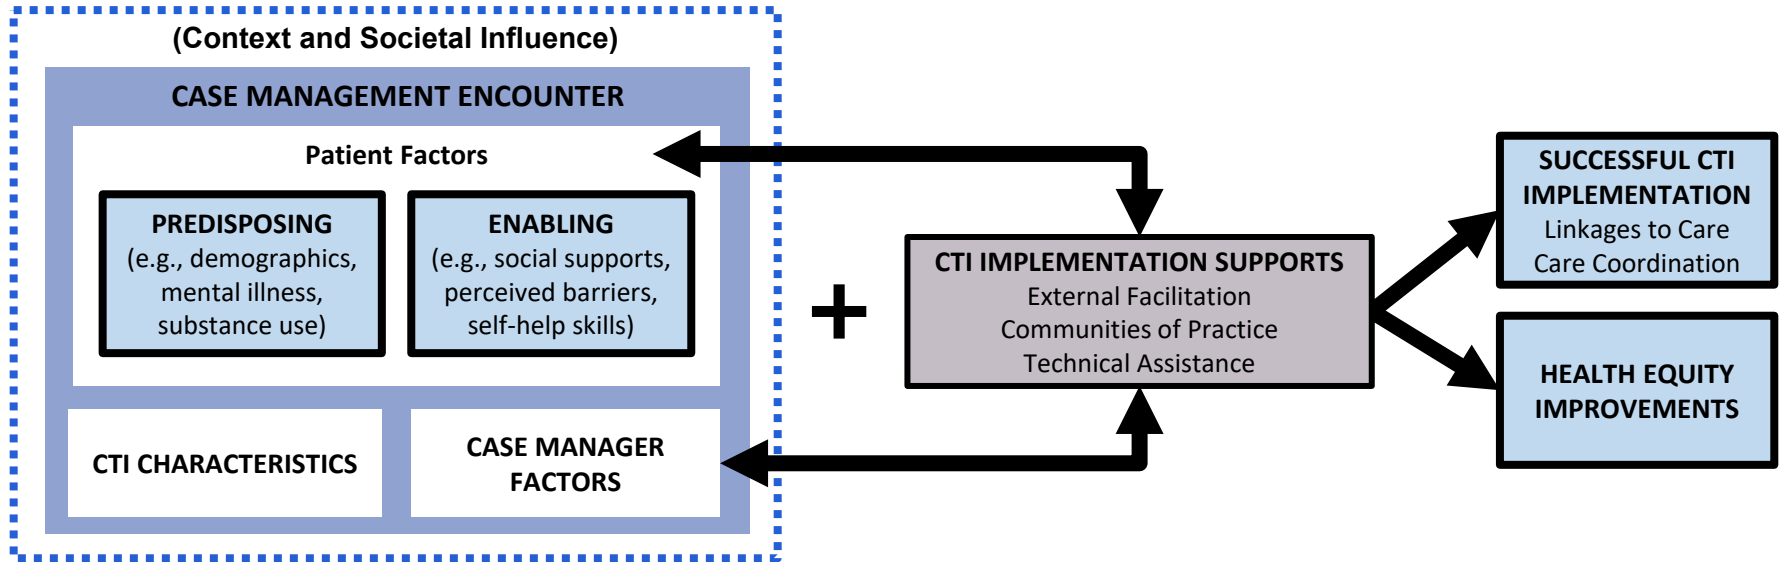 (Context and Societal Influence)
CASE MANAGEMENT ENCOUNTER
Patient Factors
PREDISPOSING
(e.g., demographics,
mental illness,
substance use)
ENABLING
(e.g., social supports,
perceived barriers,
self-help skills)
CTI CHARACTERISTICS
CASE MANAGER
FACTORS
+
CTI IMPLEMENTATION SUPPORTS
External Facilitation
Communities of Practice
Technical Assistance
SUCCESSFUL CTI
IMPLEMENTATION
Linkages to Care
Care Coordination
HEALTH EQUITY
IMPROVEMENTS